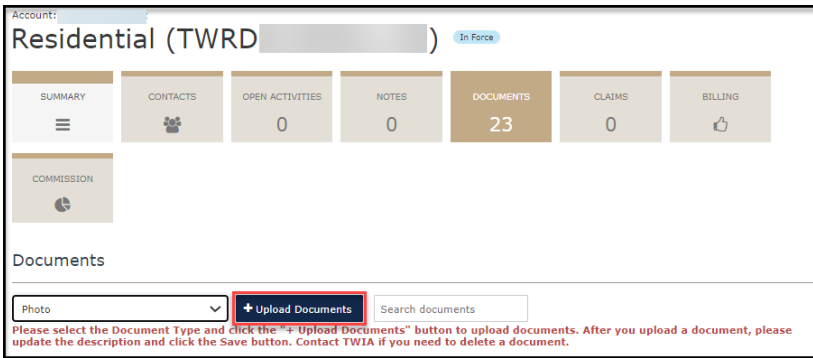 Account:
Residential (TWRD ) In Force
SUMMARY CONTACTS OPEN ACTIVITIES NOTES DOCUMENTS CLAIMS BILLING
0 0 23 0
COMMISSION
Documents
Photo + Upload Documents Search documents
Please select the Document Type and click the "+ Upload Documents" button to upload documents. After you upload a document, please
update the description and click the Save button. Contact TWIA if you need to delete a document.